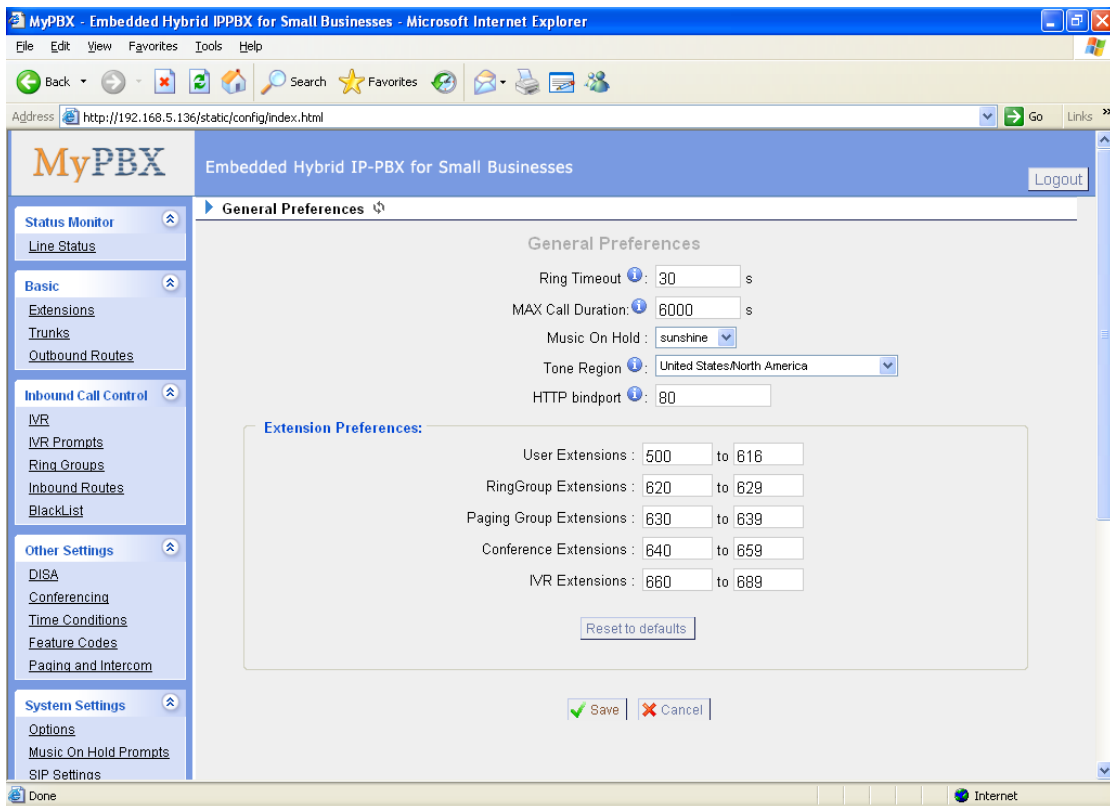 MyPBX - Embedded Hybrid IPPBX for Small Businesses - Microsoft Internet Explorer
File Edit View Favorites Tools Help
Back Search Favorites
Address http://192.168.5.136/static/config/index.html Go Links »
MyPBX
Embedded Hybrid IP-PBX for Small Businesses
Logout
Status Monitor
Line Status
Basic
Extensions
Trunks
Outbound Routes
Inbound Call Control
IVR
IVR Prompts
Ring Groups
Inbound Routes
BlackList
Other Settings
DISA
Conferencing
Time Conditions
Feature Codes
Paging and Intercom
System Settings
Options
Music On Hold Prompts
SIP Settings
General Preferences
General Preferences
Ring Timeout : 30 s
MAX Call Duration: 6000 s
Music On Hold : sunshine
Tone Region : United States/North America
HTTP bindport : 80
Extension Preferences:
User Extensions : 500 to 616
RingGroup Extensions : 620 to 629
Paging Group Extensions : 630 to 639
Conference Extensions : 640 to 659
IVR Extensions : 660 to 689
Reset to defaults
Save Cancel
Done Internet